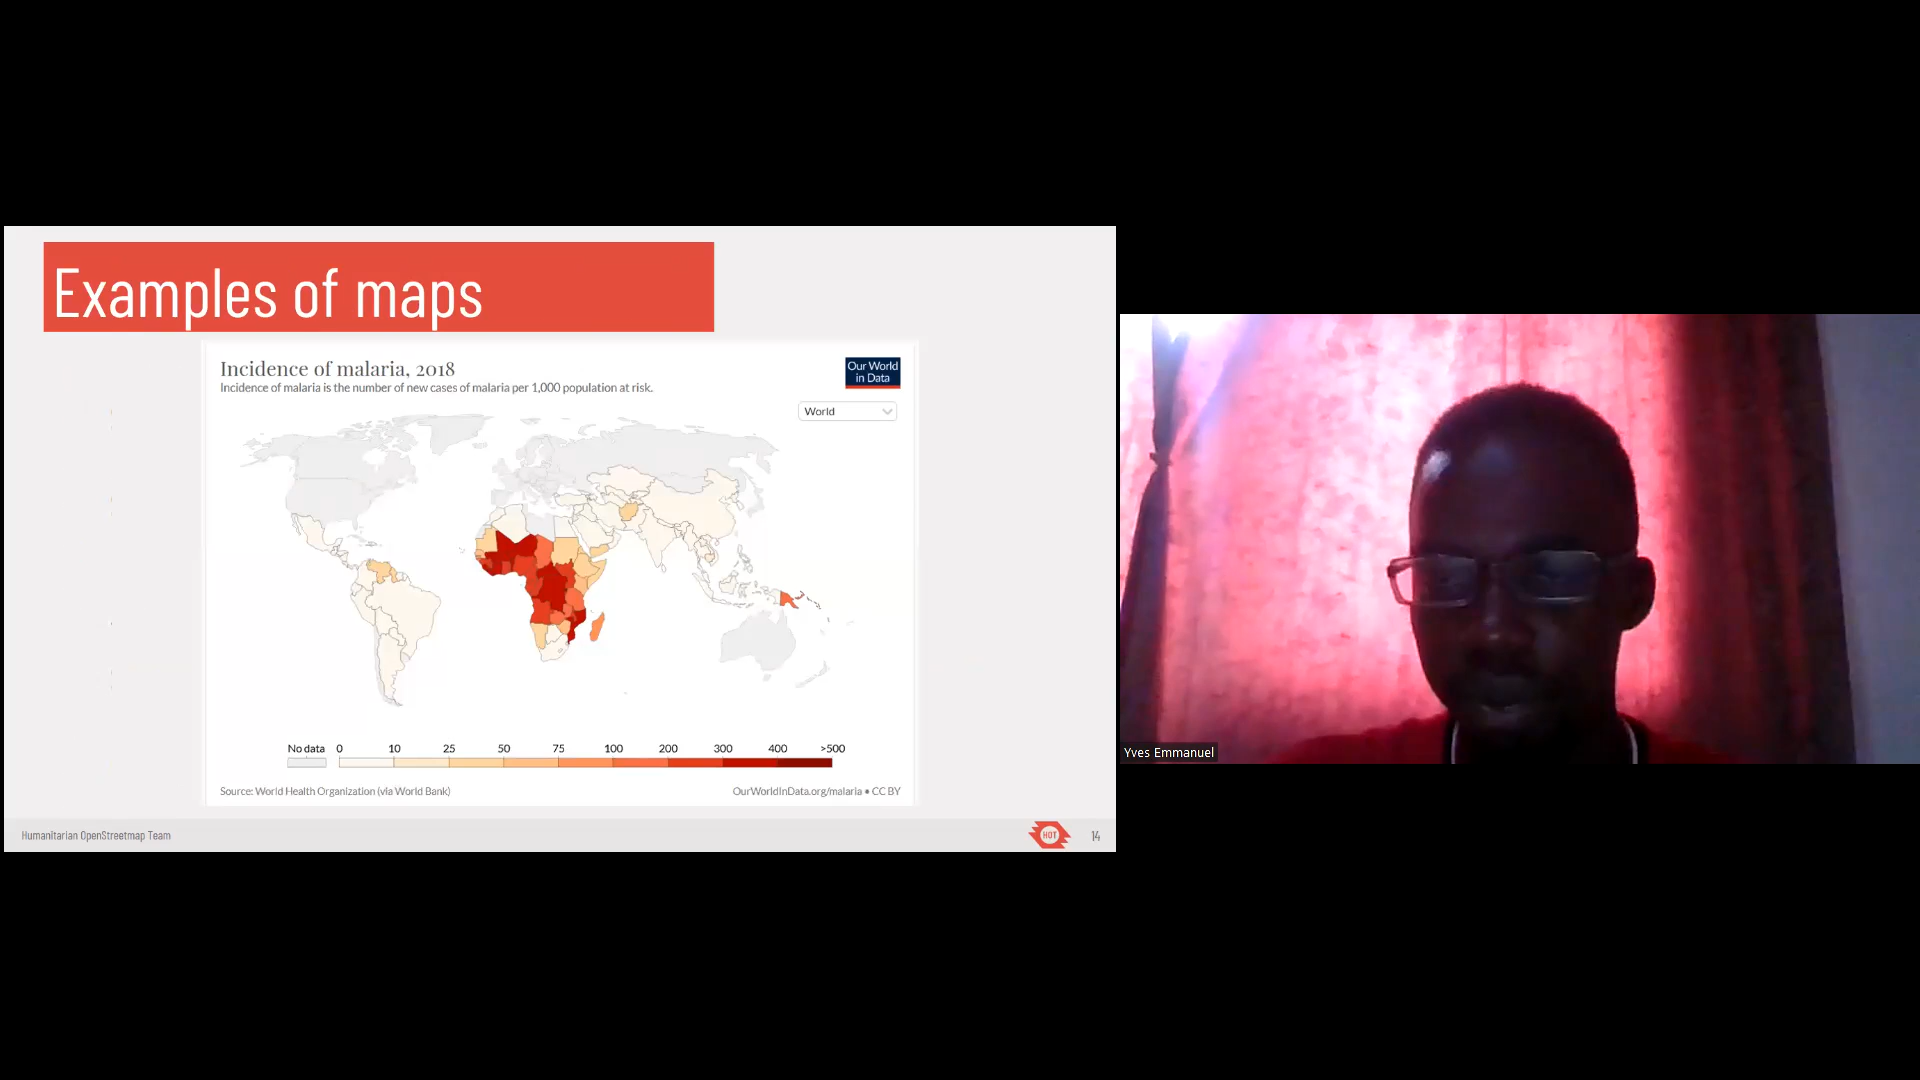 Examples of maps
Incidence of malaria, 2018
Incidence of malaria is the number of new cases of malaria per 1,000 population at risk.
Our World
in Data
World
No data 0 10 25 50 75 100 200 300 400 >500
Source: World Health Organization (via World Bank)
OurWorldInData.org/malaria • CC BY
Humanitarian OpenStreetmap Team
HOT
14
Yves Emmanuel